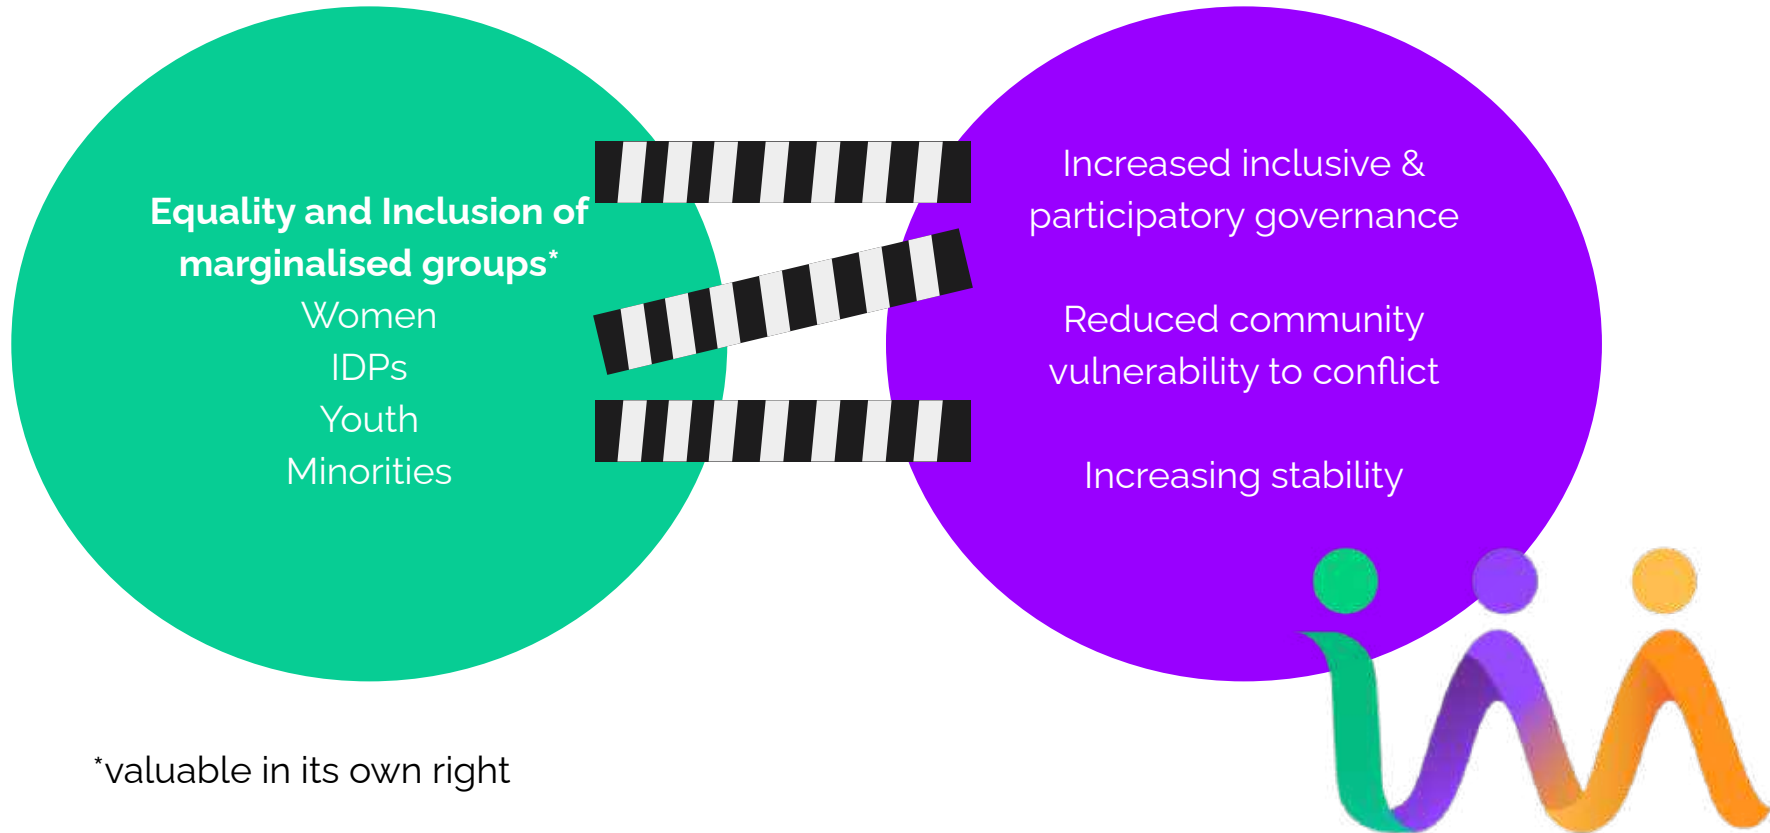 Equality and Inclusion of
marginalised groups*
Women
IDPs
Youth
Minorities
Increased inclusive &
participatory governance
Reduced community
vulnerability to conflict
Increasing stability
*valuable in its own right